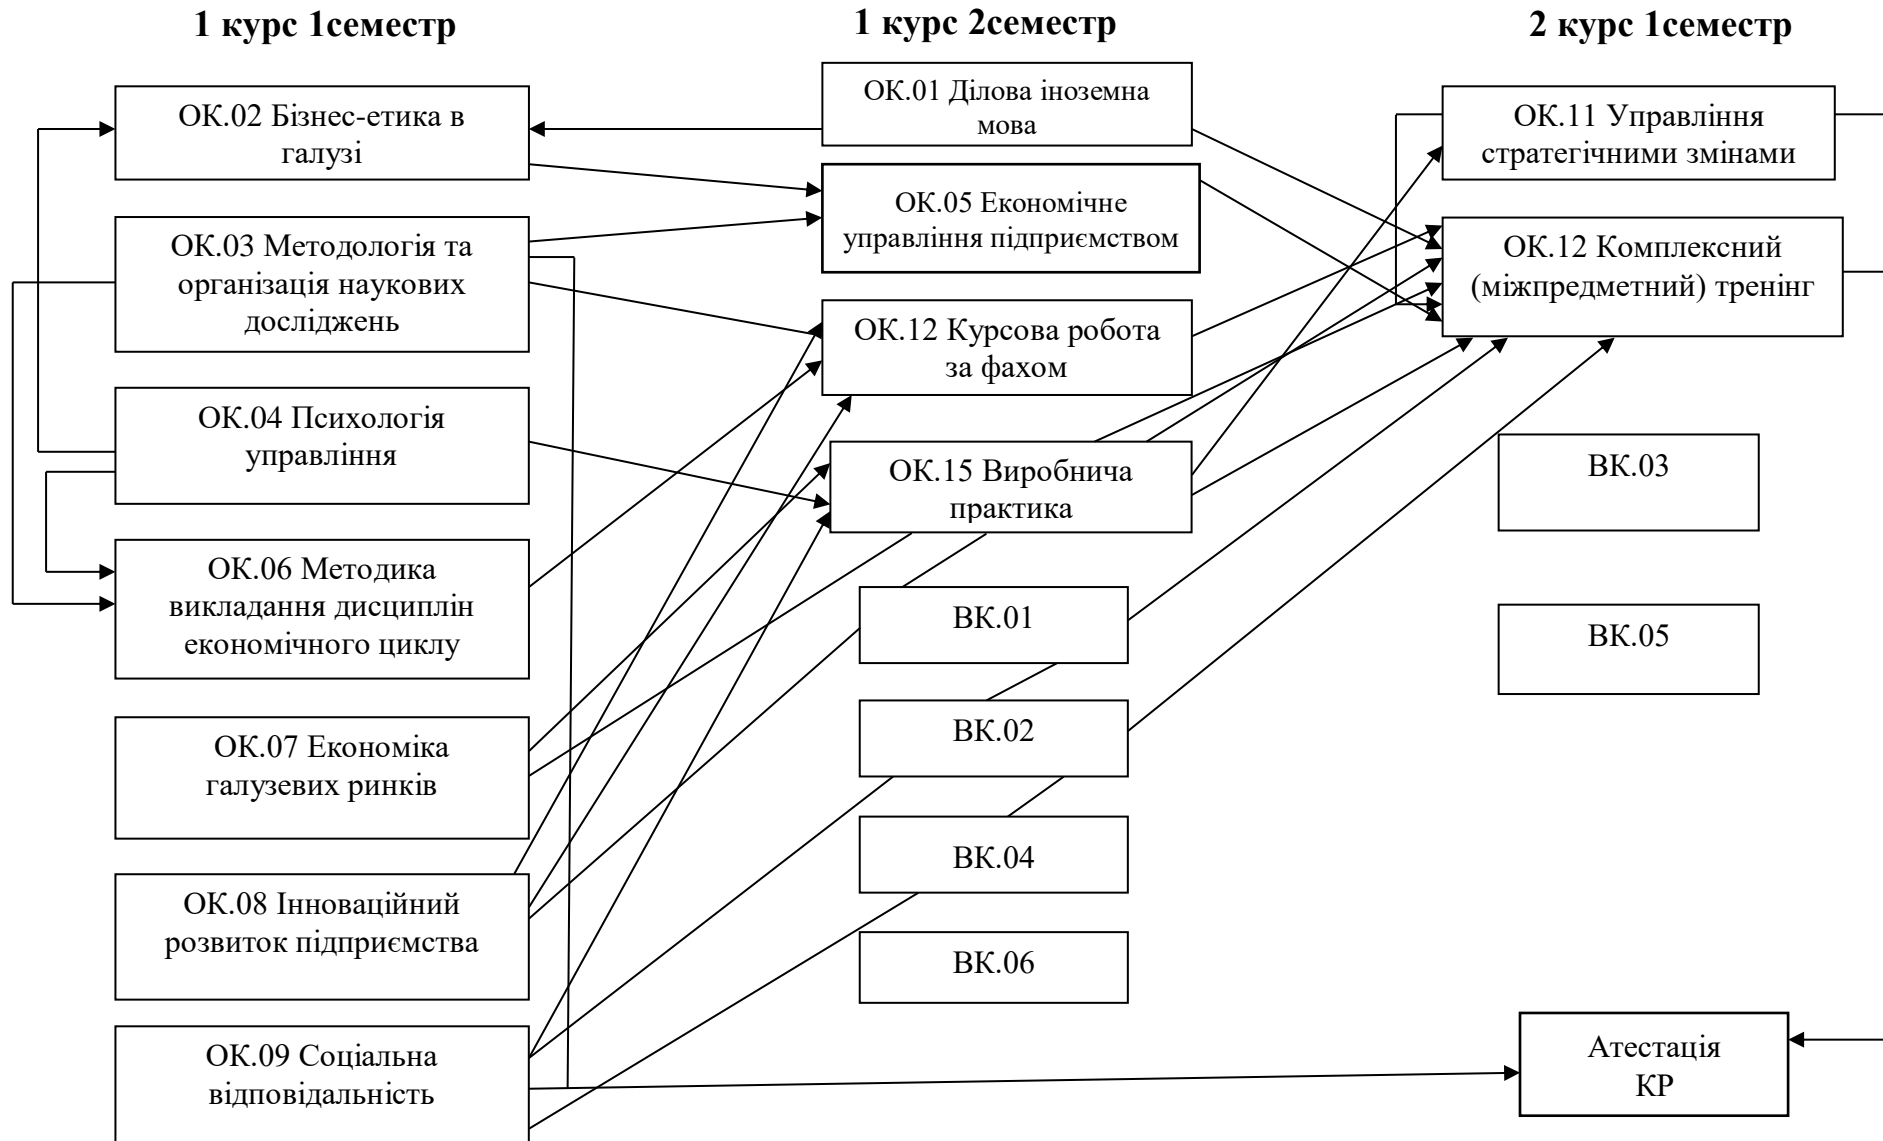 1 курс 1семестр
ОК.02 Бізнес-етика в
галузі
ОК.03 Методологія та
організація наукових
досліджень
ОК.04 Психологія
управління
ОК.06 Методика
викладання дисциплін
економічного циклу
ОК.07 Економіка
галузевих ринків
ОК.08 Інноваційний
розвиток підприємства
ОК.09 Соціальна
відповідальність
1 курс 2семестр
ОК.01 Ділова іноземна
мова
ОК.05 Економічне
управління підприємством
ОК.12 Курсова робота
за фахом
ОК.15 Виробнича
практика
ВК.01
ВК.02
ВК.04
ВК.06
2 курс 1семестр
ОК.11 Управління
стратегічними змінами
ОК.12 Комплексний
(міжпредметний) тренінг
ВК.03
ВК.05
Атестація
КР